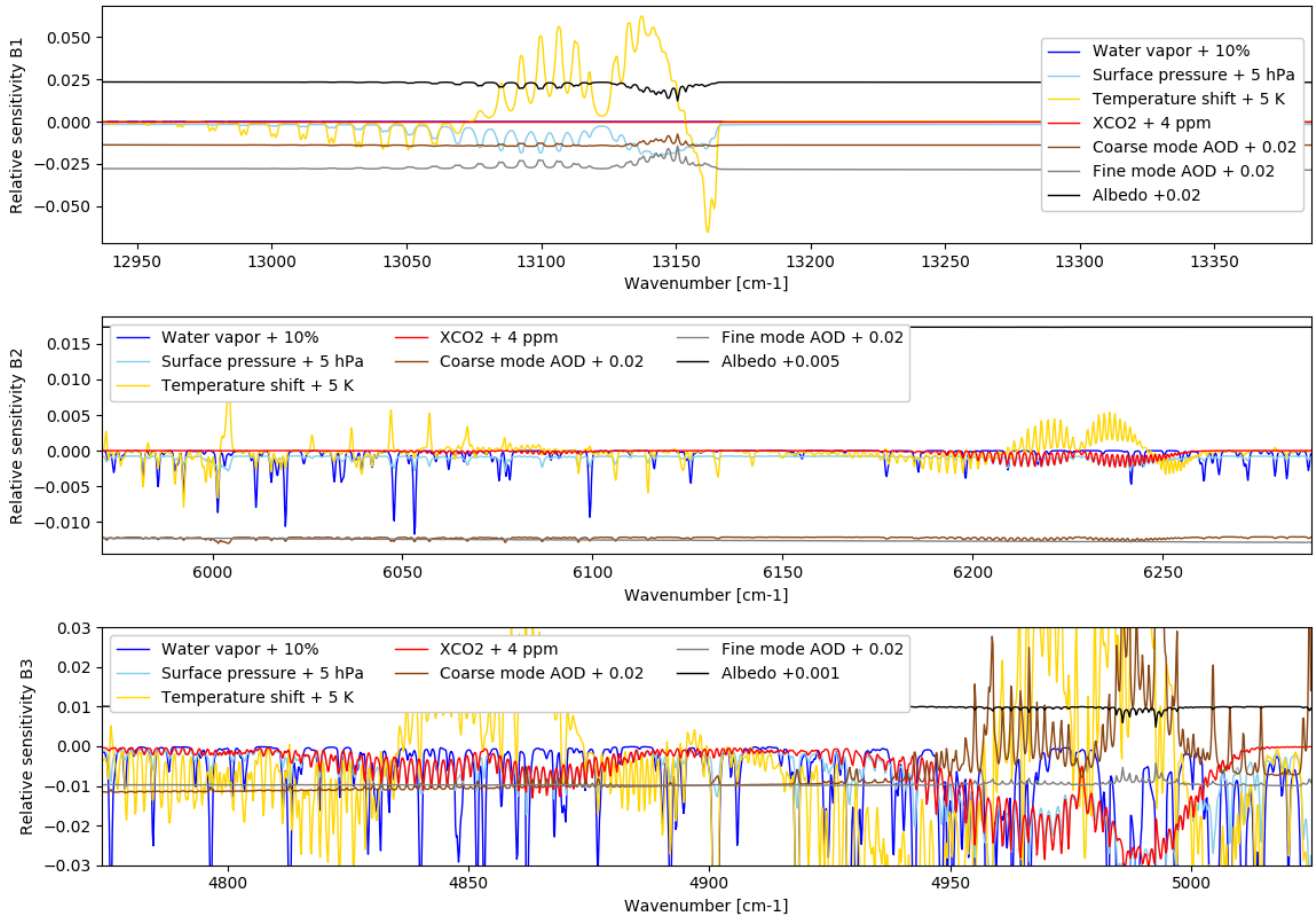 Relative sensitivity B1
0.050
0.025
0.000
−0.025
−0.050
Water vapor + 10%
Surface pressure + 5 hPa
Temperature shift + 5 K
XCO2 + 4 ppm
Coarse mode AOD + 0.02
Fine mode AOD + 0.02
Albedo +0.02
12950 13000 13050 13100 13150 13200 13250 13300 13350
Wavenumber [cm-1]
Relative sensitivity B2
0.015
0.010
0.005
0.000
−0.005
−0.010
Water vapor + 10% XCO2 + 4 ppm Fine mode AOD + 0.02
Surface pressure + 5 hPa Coarse mode AOD + 0.02 Albedo +0.005
Temperature shift + 5 K
6000 6050 6100 6150 6200 6250
Wavenumber [cm-1]
Relative sensitivity B3
0.03
0.02
0.01
0.00
−0.01
−0.02
−0.03
Water vapor + 10% XCO2 + 4 ppm Fine mode AOD + 0.02
Surface pressure + 5 hPa Coarse mode AOD + 0.02 Albedo +0.001
Temperature shift + 5 K
4800 4850 4900 4950 5000
Wavenumber [cm-1]